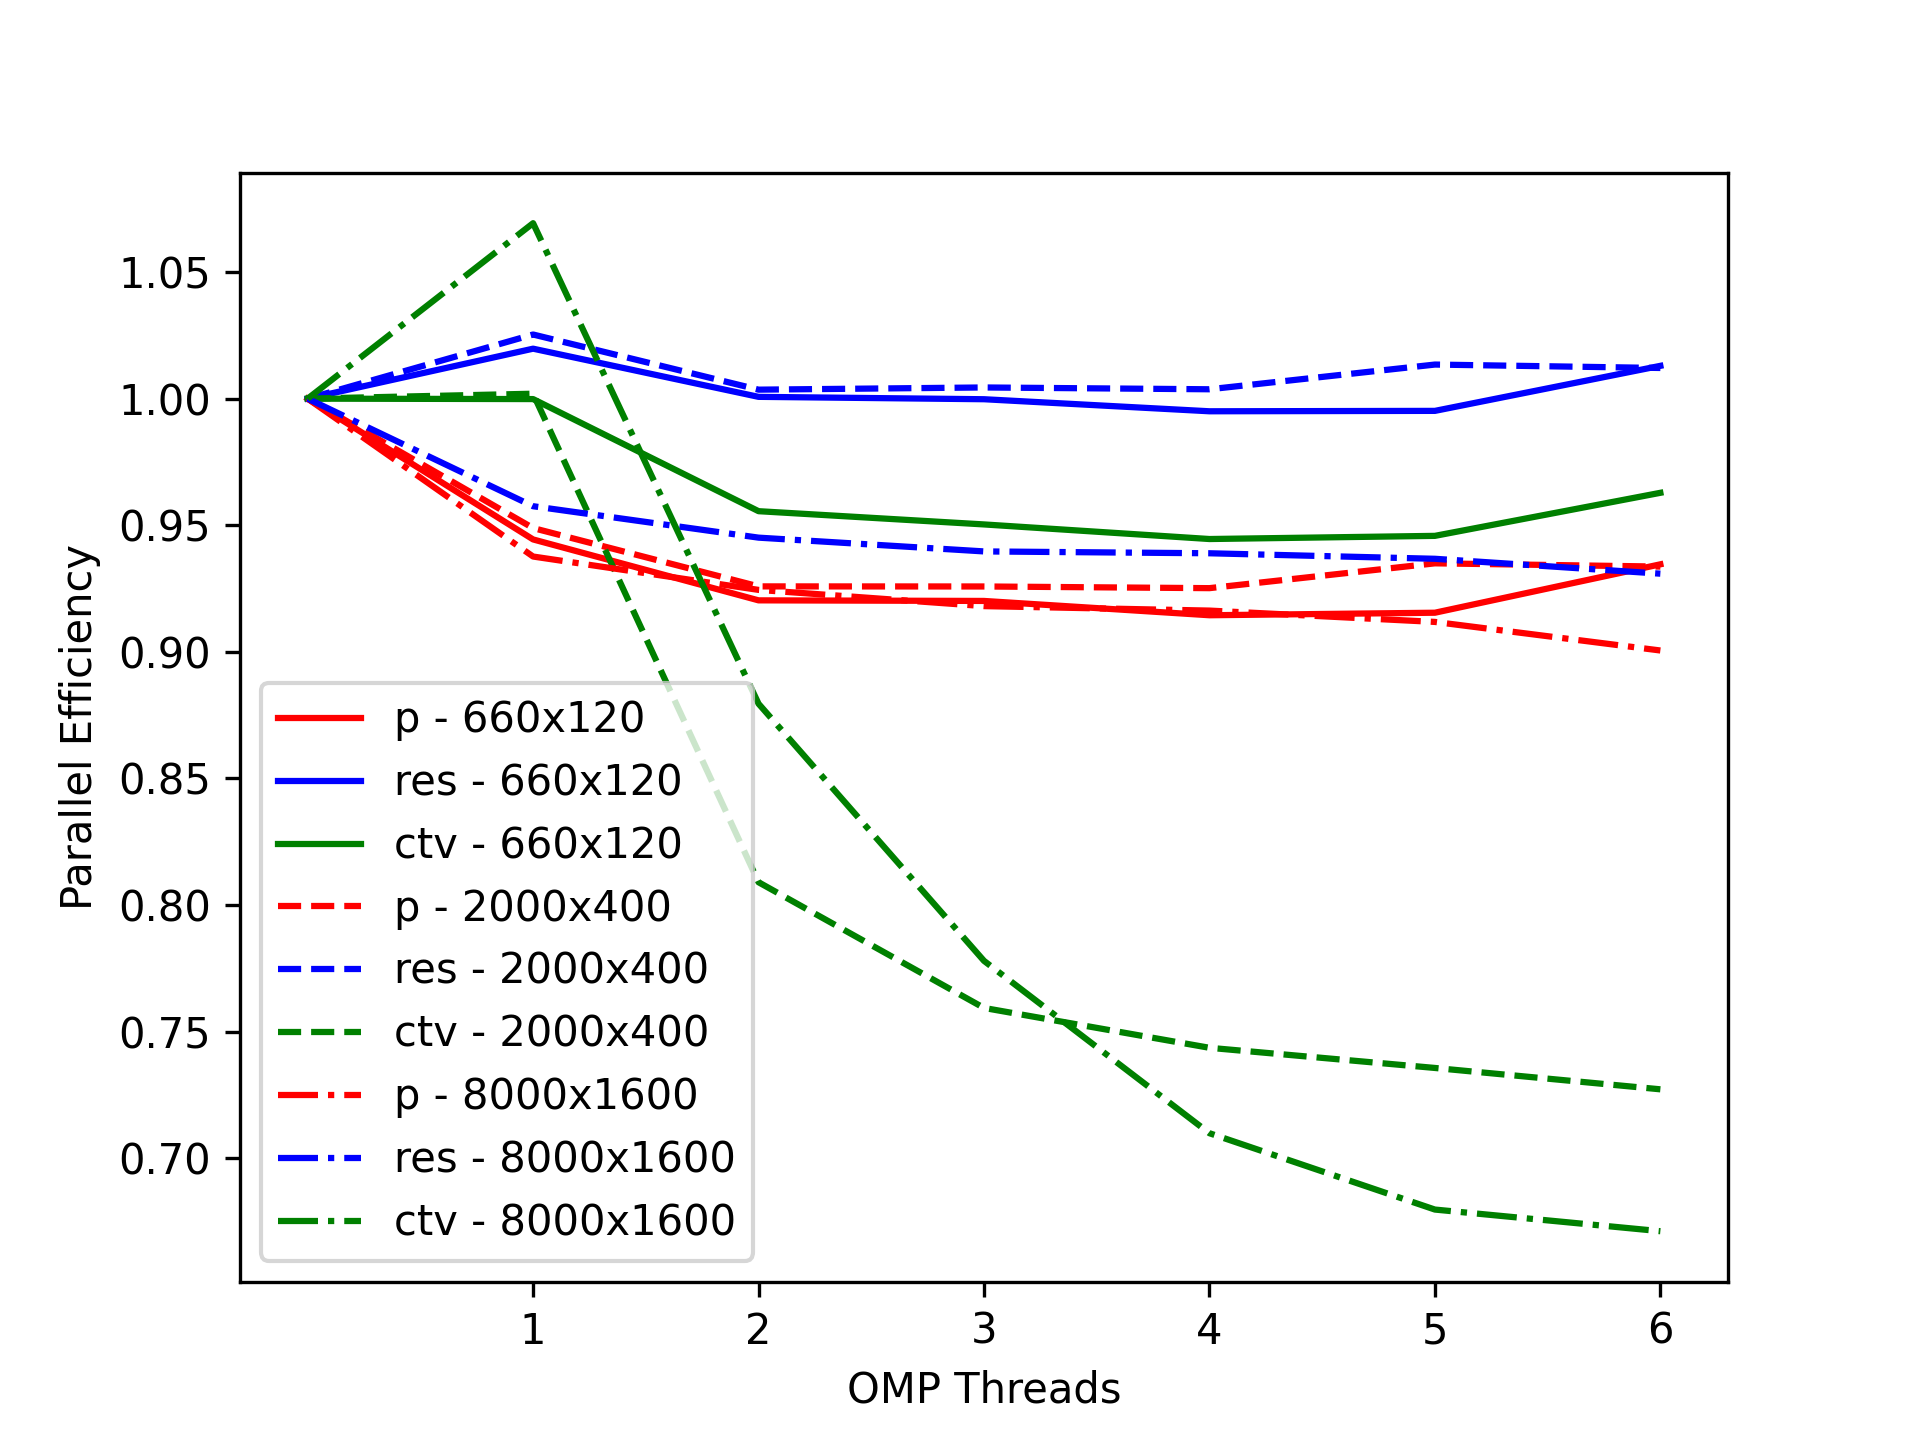 1.05
1.00
0.95
0.90
0.85
0.80
0.75
0.70
Parallel Efficiency
p - 660x120
res - 660x120
ctv - 660x120
p - 2000x400
res - 2000x400
ctv - 2000x400
p - 8000x1600
res - 8000x1600
ctv - 8000x1600
1 2 3 4 5 6
OMP Threads